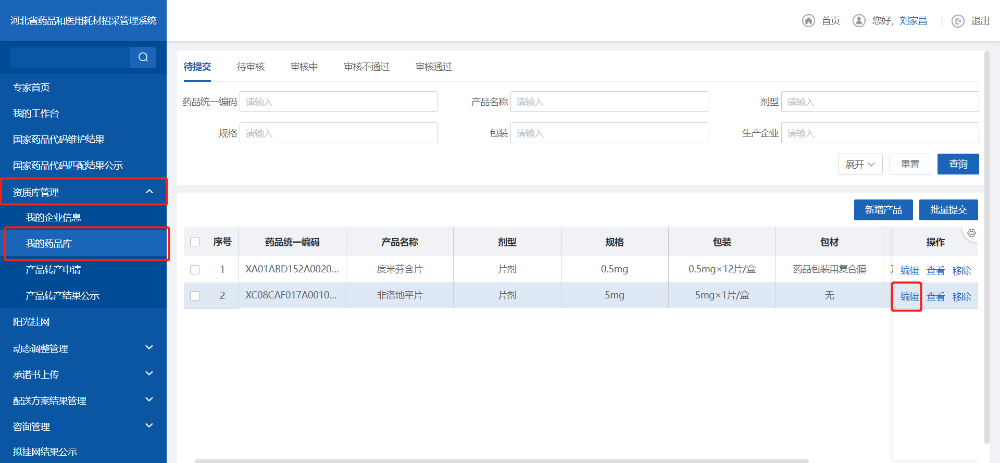 河北省药品和医用耗材招采管理系统
首页
您好，刘家昌
退出
专家首页
我的工作台
国家药品代码维护结果
国家药品代码匹配结果公示
资质库管理
我的企业信息
我的药品库
产品转产申请
产品转产结果公示
阳光挂网
动态调整管理
承诺书上传
配送方案结果管理
咨询管理
拟挂网结果公示
待提交 待审核 审核中 审核不通过 审核通过
药品统一编码 请输入 产品名称 请输入 剂型 请输入
规格 请输入 包装 请输入 生产企业 请输入
展开 重置 查询
新增产品 批量提交
序号 药品统一编码 产品名称 剂型 规格 包装 包材 操作
1 XA01ABD152A0020... 度米芬含片 片剂 0.5mg 0.5mg×12片/盒 药品包装用复合膜 编辑 查看 移除
2 XC08CAF017A0010... 非洛地平片 片剂 5mg 5mg×1片/盒 无 编辑 查看 移除